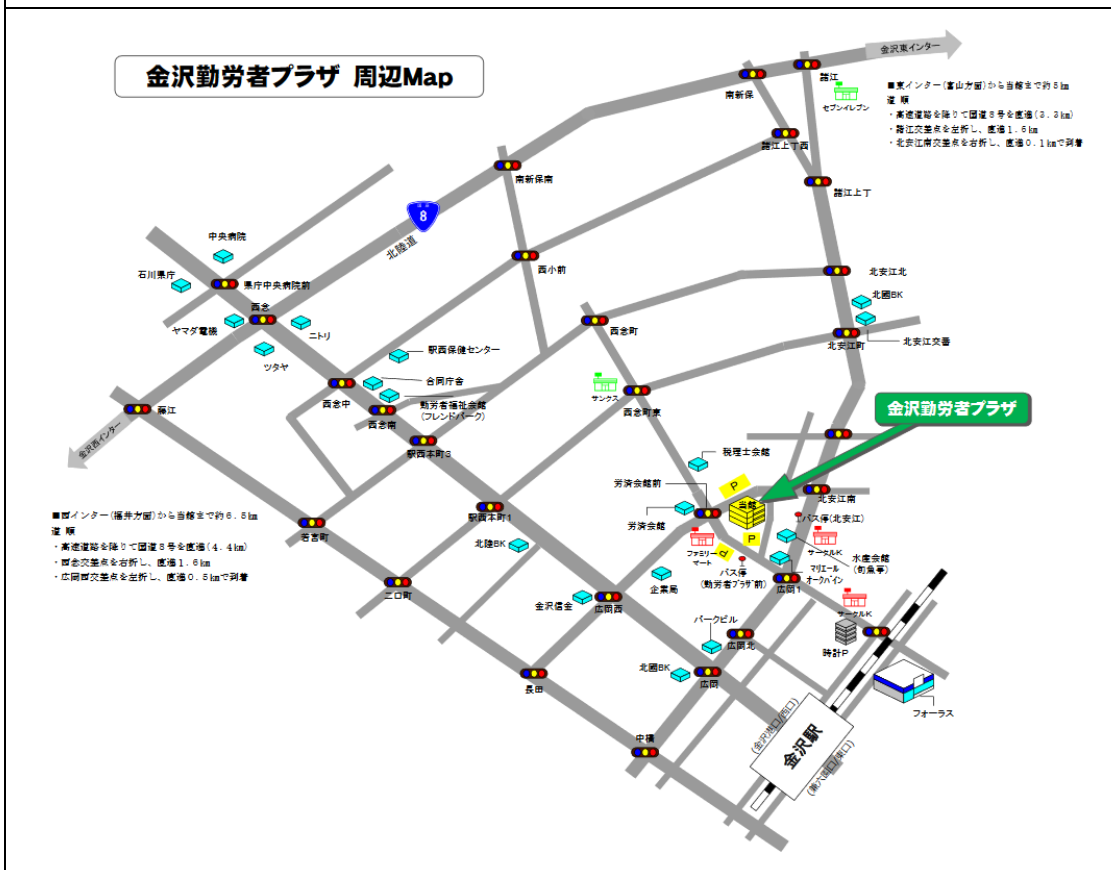 金沢勤労者プラザ 周辺Map
金沢東インター
諸江
南新保
セブンイレブン
■東インター(富山方面)から当館まで約5km
道 順
・高速道路を降りて国道8号を直進(3.3km)
・諸江交差点を左折し、直進1.6km
・北安江南交差点を右折し、直進0.1kmで到着
諸江上丁西
南新保南
諸江上丁
8
北陸道
中央病院
石川県庁
県庁中央病院前
西念
ヤマダ電機
ニトリ
ツタヤ
西小前
北安江北
北國BK
北安江町
北安江交番
西念町
駅西保健センター
合同庁舎
勤労者福祉会館
(フレンドパーク)
サンクス
西念町東
西念中
西念南
藤江
金沢西インター
駅西本町3
金沢勤労者プラザ
税理士会館
労済会館前
P
当館
北安江南
労済会館
バス停(北安江)
P
ファミリー
マート
P
バス停
(勤労者プラザ前)
サークルK
水産会館
(旬魚亭)
マリエール
オークパイン
広岡1
■西インター(福井方面)から当館まで約6.5km
道 順
・高速道路を降りて国道8号を直進(4.4km)
・西念交差点を右折し、直進1.6km
・広岡西交差点を左折し、直進0.5kmで到着
若宮町
駅西本町1
北陸BK
企業局
二口町
金沢信金
広岡西
サークルK
パークビル
広岡北
時計P
北國BK
広岡
フォーラス
長田
中橋
(金沢港口/西口)
金沢駅
(兼六園口/東口)